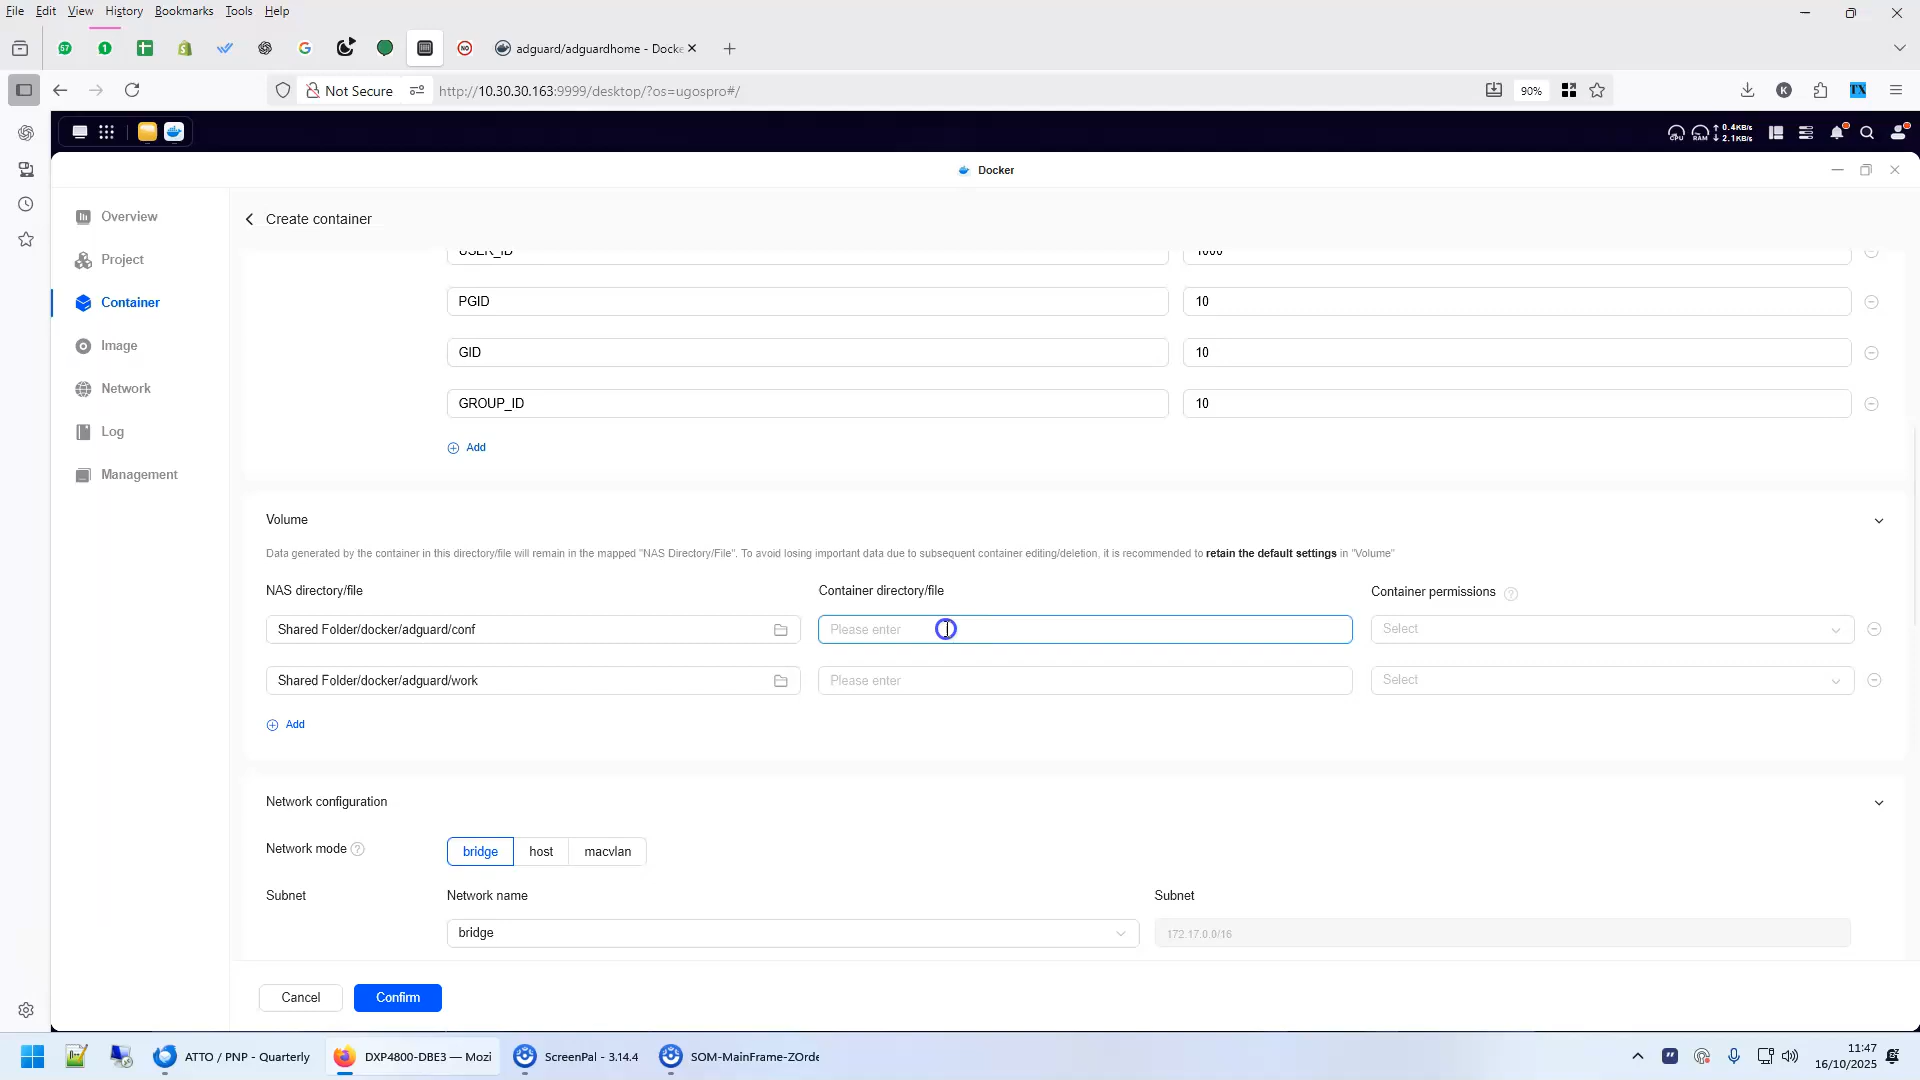 File Edit View History Bookmarks Tools Help
57 1 NO adguard/adguardhome - Docke
Not Secure http://10.30.30.163:9999/desktop/?os=ugospro#/ 90% K TX
CPU RAM 0.4KB/s 2.1KB/s
Docker
Overview
Project
Container
Image
Network
Log
Management
Create container
USER_ID 1000
PGID 10
GID 10
GROUP_ID 10
Add
Volume
Data generated by the container in this directory/file will remain in the mapped "NAS Directory/File". To avoid losing important data due to subsequent container editing/deletion, it is recommended to retain the default settings in "Volume"
NAS directory/file Container directory/file Container permissions ?
Shared Folder/docker/adguard/conf Please enter Select
Shared Folder/docker/adguard/work Please enter Select
Add
Network configuration
Network mode ? bridge host macvlan
Subnet Network name Subnet
bridge 172.17.0.0/16
Cancel Confirm
ATTO / PNP - Quarterly DXP4800-DBE3 — Mozi ScreenPal - 3.14.4 SOM-MainFrame-ZOrde
11:47
16/10/2025